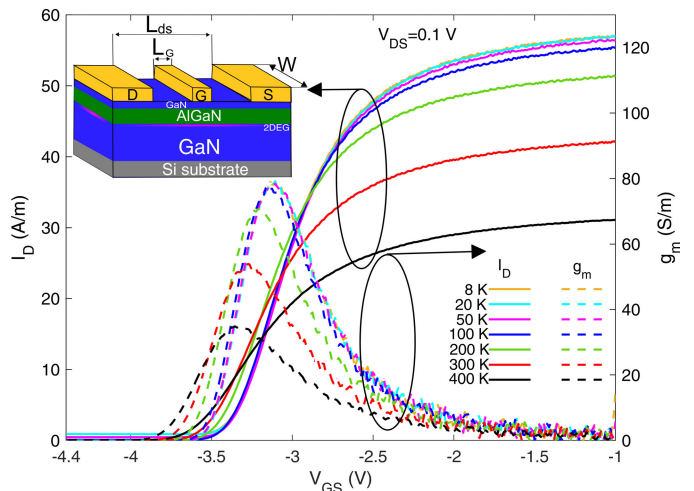 L_ds
L_G
W
D
G
S
GaN
AlGaN
2DEG
GaN
Si substrate
V_DS=0.1 V
I_D (A/m)
60
50
40
30
20
10
0
g_m (S/m)
120
100
80
60
40
20
0
I_D g_m
8 K
20 K
50 K
100 K
200 K
300 K
400 K
-4.4 -4 -3.5 -3 -2.5 -2 -1.5 -1
V_GS (V)